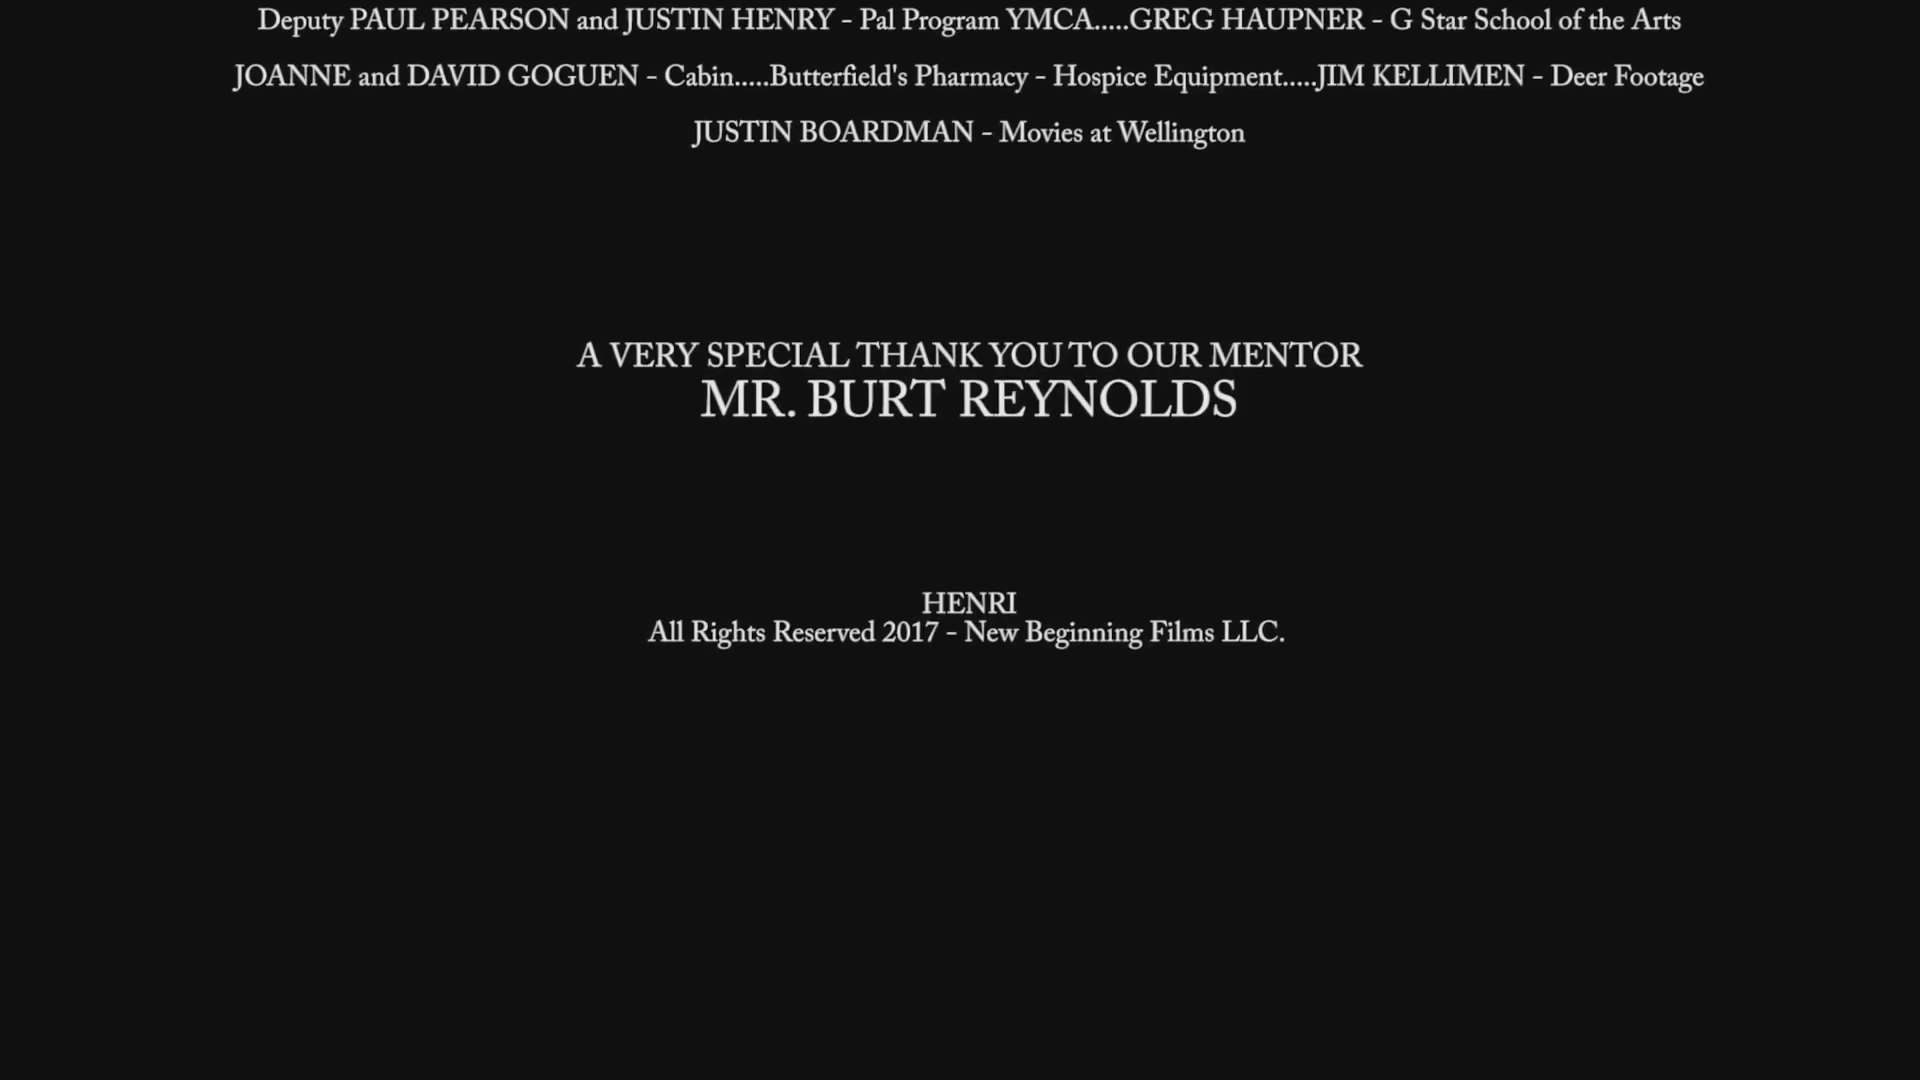 Deputy PAUL PEARSON and JUSTIN HENRY - Pal Program YMCA.....GREG HAUPNER - G Star School of the Arts
JOANNE and DAVID GOGUEN - Cabin.....Butterfield's Pharmacy - Hospice Equipment.....JIM KELLIMEN - Deer Footage
JUSTIN BOARDMAN - Movies at Wellington
A VERY SPECIAL THANK YOU TO OUR MENTOR
MR. BURT REYNOLDS
HENRI
All Rights Reserved 2017 - New Beginning Films LLC.